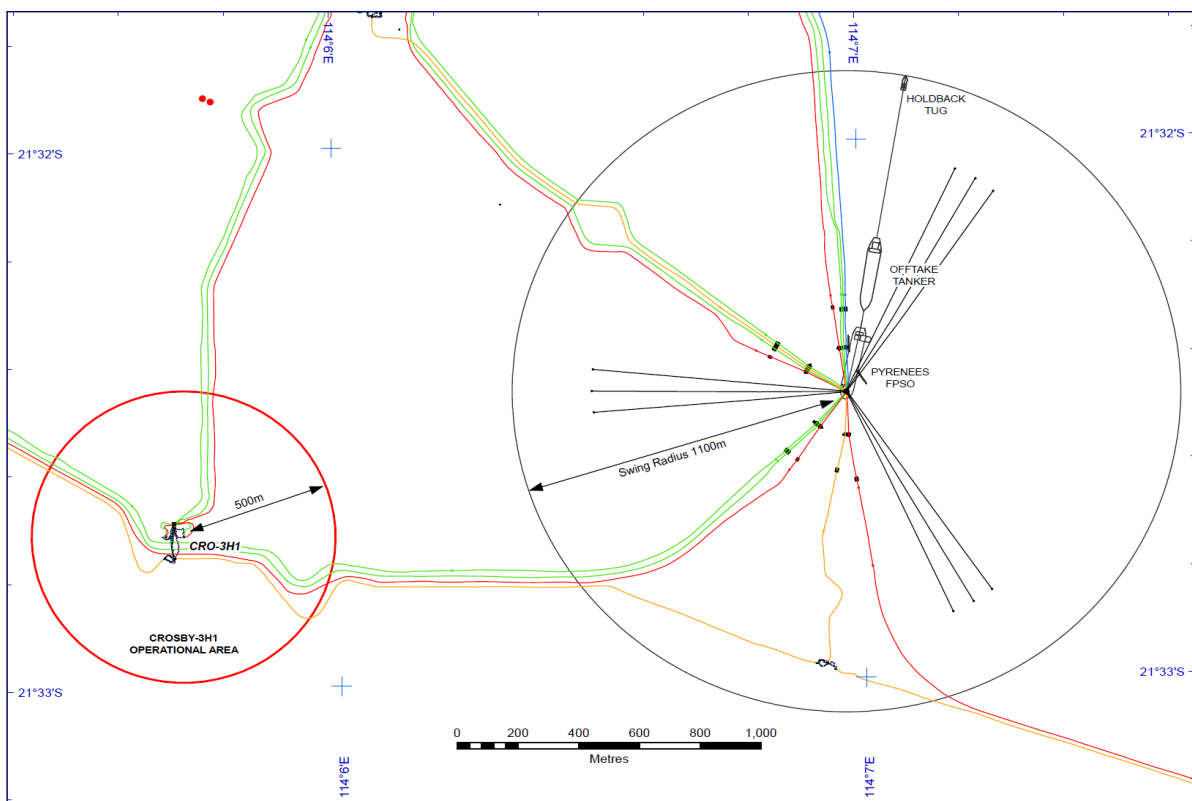 114°6'E
114°7'E
HOLDBACK
TUG
21°32'S
21°32'S
OFFTAKE
TANKER
PYRENEES
FPSO
Swing Radius 1100m
500m
CRO-3H1
CROSBY-3H1
OPERATIONAL AREA
21°33'S
21°33'S
0 200 400 600 800 1,000
Metres
114°6'E
114°7'E